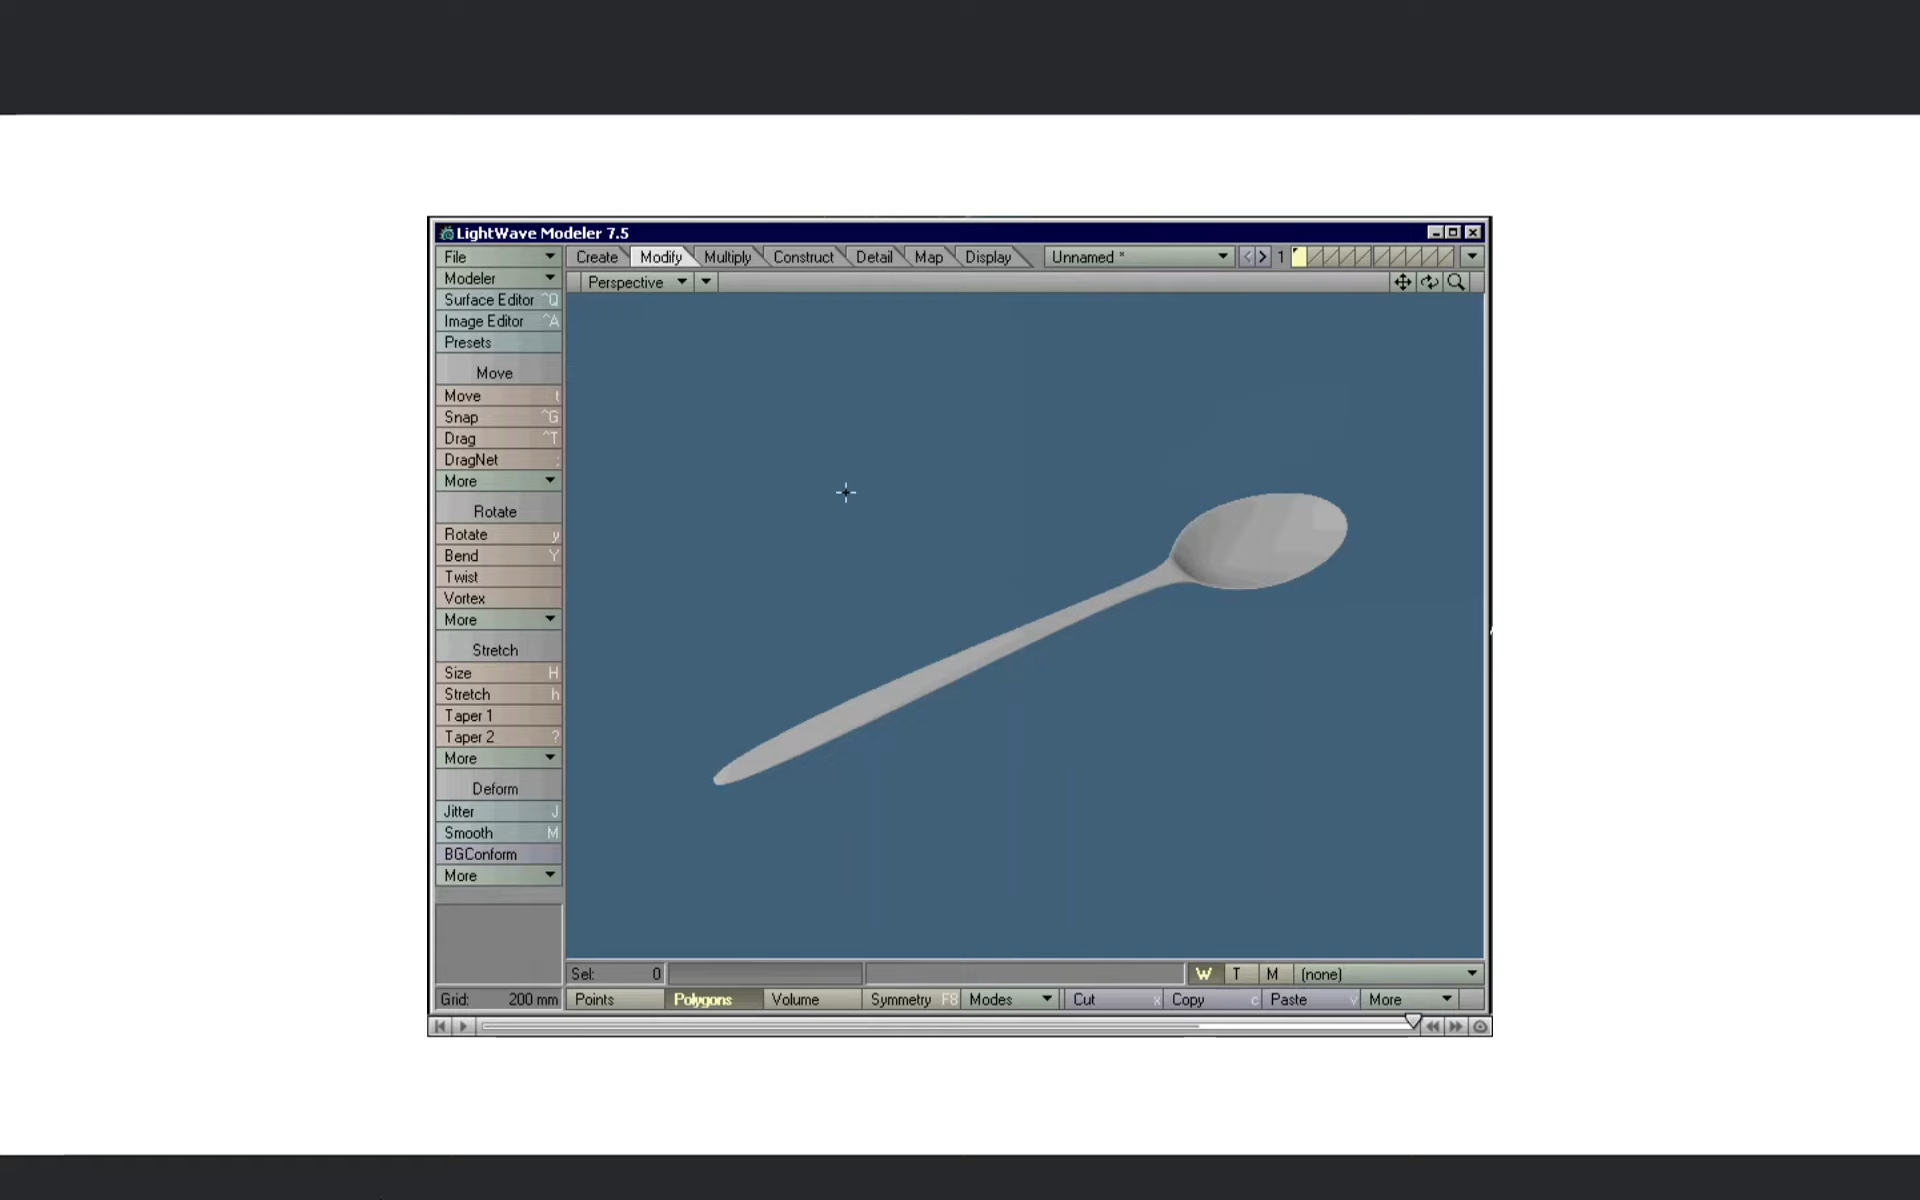 LightWave Modeler 7.5
File Create Modify Multiply Construct Detail Map Display Unnamed * < > 1
Modeler Perspective
Surface Editor ^Q
Image Editor ^A
Presets
Move
Move t
Snap ^G
Drag ^T
DragNet ;
More
Rotate
Rotate y
Bend Y
Twist
Vortex
More
Stretch
Size H
Stretch h
Taper 1
Taper 2 ?
More
Deform
Jitter J
Smooth M
BGConform
More
Sel: 0 W T M (none)
Grid: 200 mm Points Polygons Volume Symmetry F8 Modes Cut x Copy c Paste v More